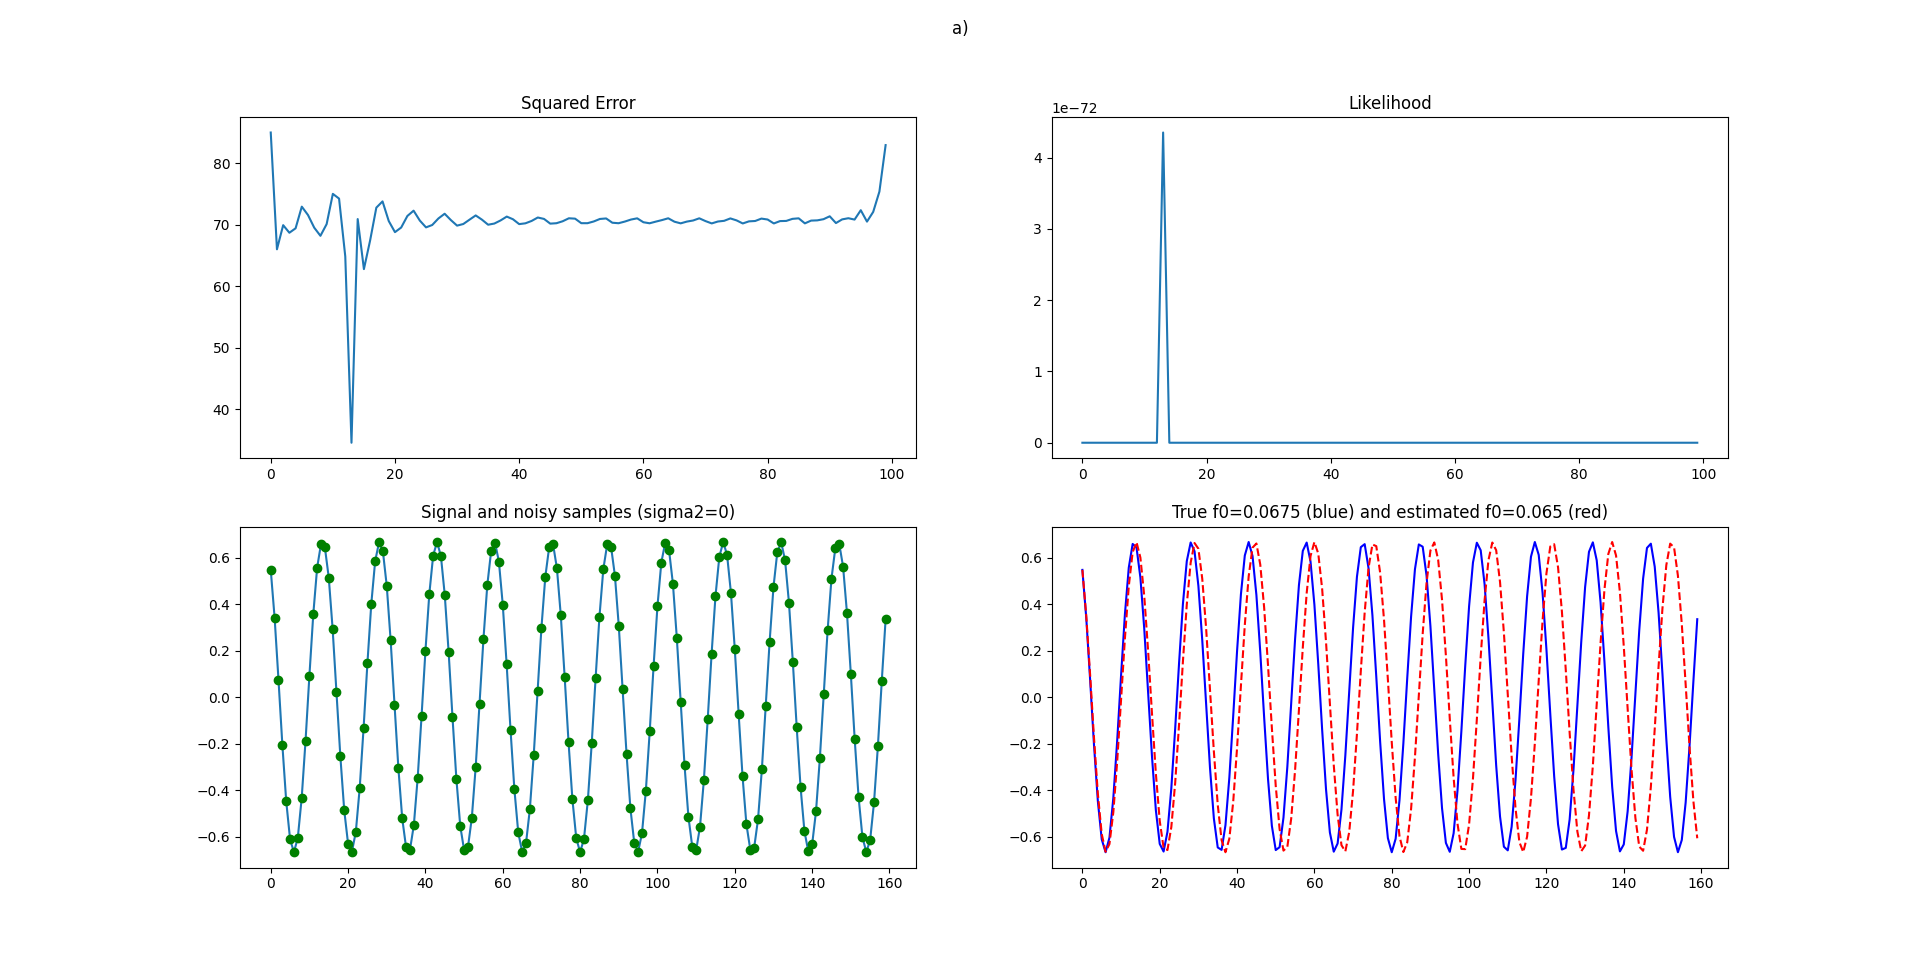 a)
Squared Error
80
70
60
50
40
0 20 40 60 80 100
Likelihood
1e−72
4
3
2
1
0
0 20 40 60 80 100
Signal and noisy samples (sigma2=0)
0.6
0.4
0.2
0.0
−0.2
−0.4
−0.6
0 20 40 60 80 100 120 140 160
True f0=0.0675 (blue) and estimated f0=0.065 (red)
0.6
0.4
0.2
0.0
−0.2
−0.4
−0.6
0 20 40 60 80 100 120 140 160